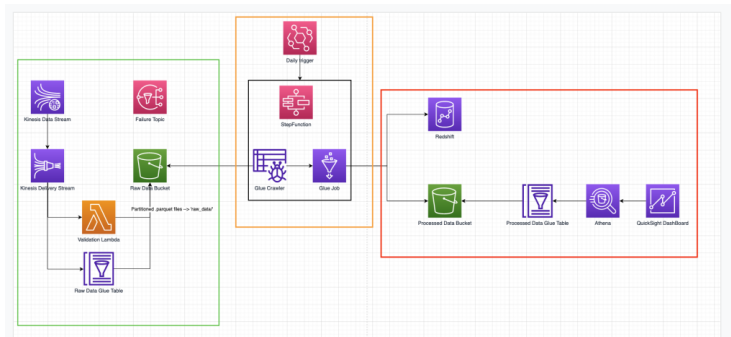 Daily trigger
Kinesis Data Stream
Failure Topic
StepFunction
Redshift
Kinesis Delivery Stream
Raw Data Bucket
Glue Crawler
Glue Job
Partitioned .parquet files --> 'raw_data/'
Validation Lambda
Processed Data Bucket
Processed Data Glue Table
Athena
QuickSight DashBoard
Raw Data Glue Table